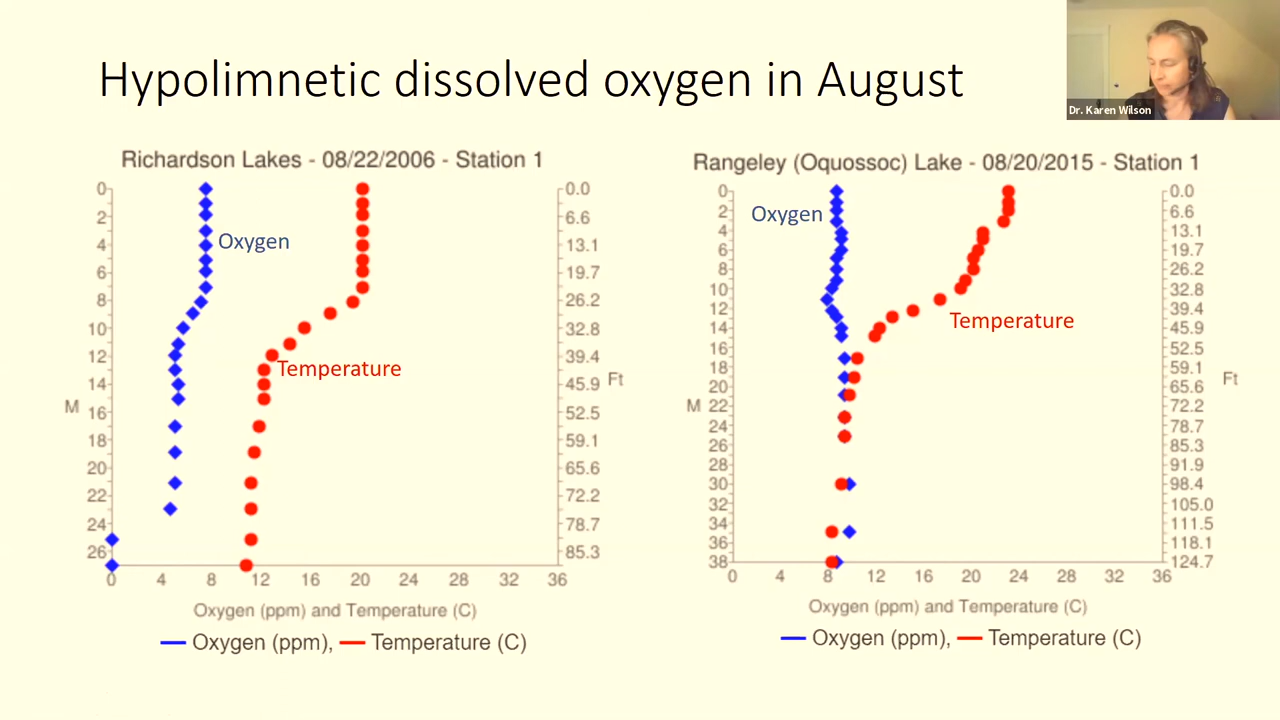 Hypolimnetic dissolved oxygen in August
Dr. Karen Wilson
Richardson Lakes - 08/22/2006 - Station 1
0 0.0
2 6.6
4 13.1
6 19.7
8 26.2
10 32.8
12 39.4
14 45.9
16 52.5
18 59.1
20 65.6
22 72.2
24 78.7
26 85.3
M
Ft
Oxygen
Temperature
0 4 8 12 16 20 24 28 32 36
Oxygen (ppm) and Temperature (C)
Oxygen (ppm), Temperature (C)
Rangeley (Oquossoc) Lake - 08/20/2015 - Station 1
0 0.0
2 6.6
4 13.1
6 19.7
8 26.2
10 32.8
12 39.4
14 45.9
16 52.5
18 59.1
20 65.6
22 72.2
24 78.7
26 85.3
28 91.9
30 98.4
32 105.0
34 111.5
36 118.1
38 124.7
M
Ft
Oxygen
Temperature
0 4 8 12 16 20 24 28 32 36
Oxygen (ppm) and Temperature (C)
Oxygen (ppm), Temperature (C)